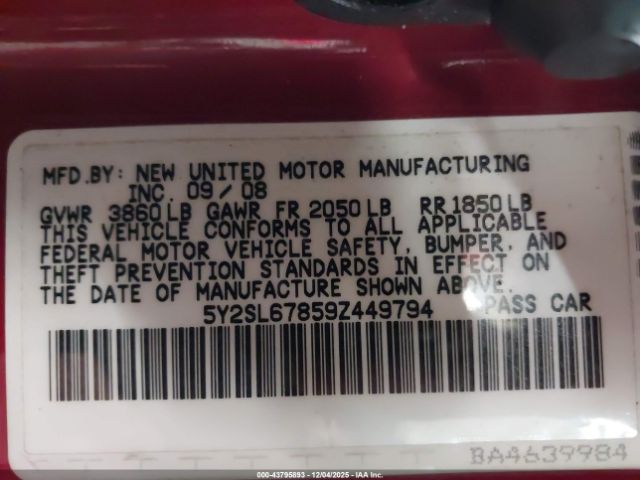 MFD.BY: NEW UNITED MOTOR MANUFACTURING
INC. 09/08
GVWR 3860LB GAWR FR 2050LB RR 1850LB
THIS VEHICLE CONFORMS TO ALL APPLICABLE
FEDERAL MOTOR VEHICLE SAFETY, BUMPER, AND
THEFT PREVENTION STANDARDS IN EFFECT ON
THE DATE OF MANUFACTURE SHOWN ABOVE.
5Y2SL67859Z449794 PASS CAR
BA4639984
000-43795893 - 12/04/2025 - IAAI.CA